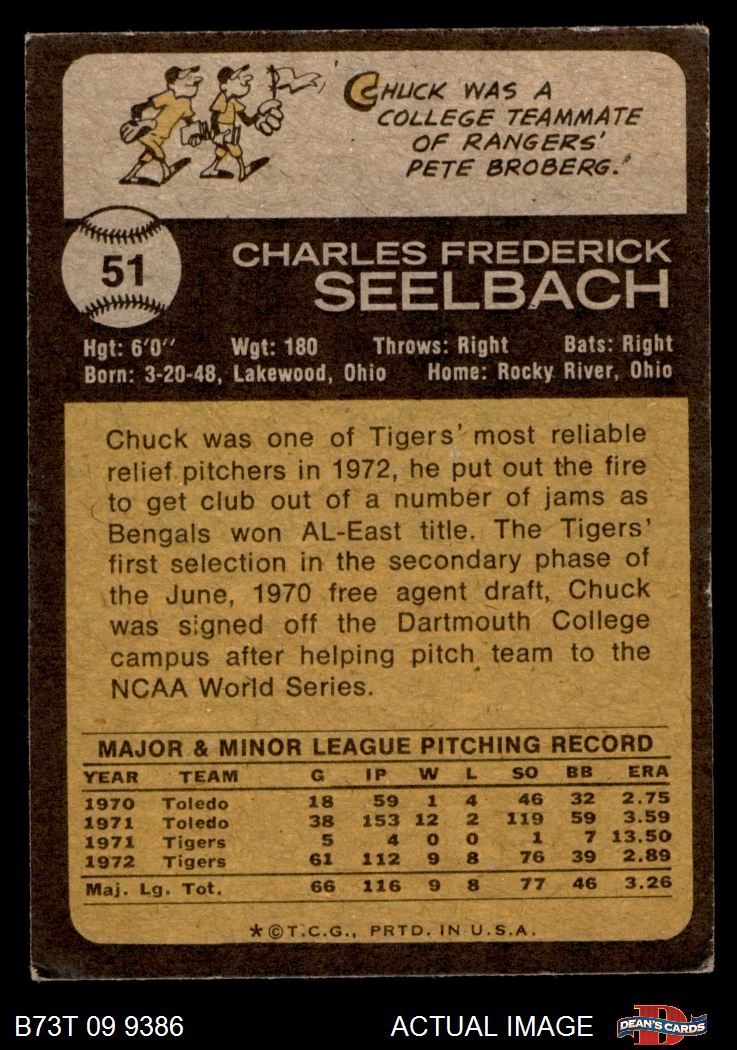 CHUCK WAS A
COLLEGE TEAMMATE
OF RANGERS'
PETE BROBERG.
51
CHARLES FREDERICK
SEELBACH
Hgt: 6'0'' Wgt: 180 Throws: Right Bats: Right
Born: 3-20-48, Lakewood, Ohio Home: Rocky River, Ohio
Chuck was one of Tigers' most reliable
relief pitchers in 1972, he put out the fire
to get club out of a number of jams as
Bengals won AL-East title. The Tigers'
first selection in the secondary phase of
the June, 1970 free agent draft, Chuck
was signed off the Dartmouth College
campus after helping pitch team to the
NCAA World Series.
MAJOR & MINOR LEAGUE PITCHING RECORD
YEAR TEAM G IP W L SO BB ERA
1970 Toledo 18 59 1 4 46 32 2.75
1971 Toledo 38 153 12 2 119 59 3.59
1971 Tigers 5 4 0 0 1 7 13.50
1972 Tigers 61 112 9 8 76 39 2.89
Maj. Lg. Tot. 66 116 9 8 77 46 3.26
*©T.C.G., PRTD. IN U.S.A.
B73T 09 9386 ACTUAL IMAGE D DEAN'S CARDS